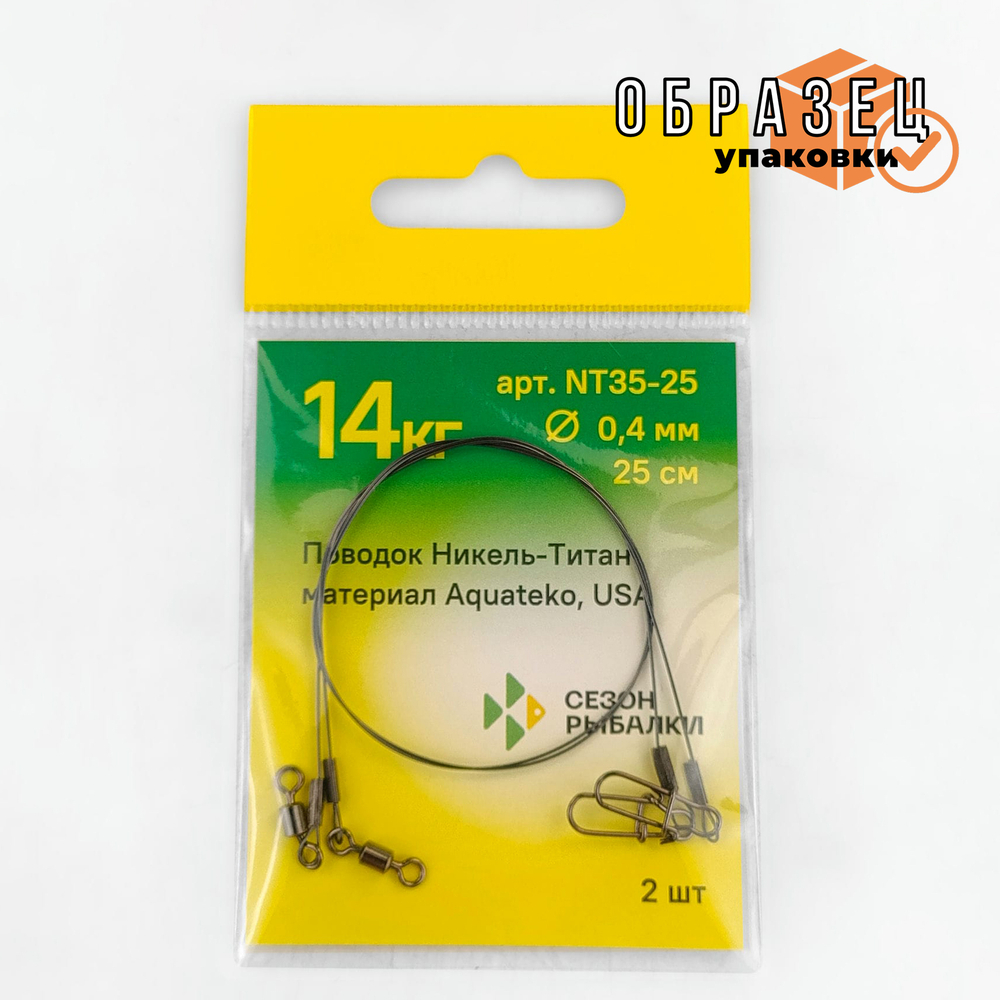 ОБРАЗЕЦ
упаковки
14кг
арт. NT35-25
Ø 0,4 мм
25 см
Поводок Никель-Титан
материал Aquateko, USA
СЕЗОН
РЫБАЛКИ
2 шт